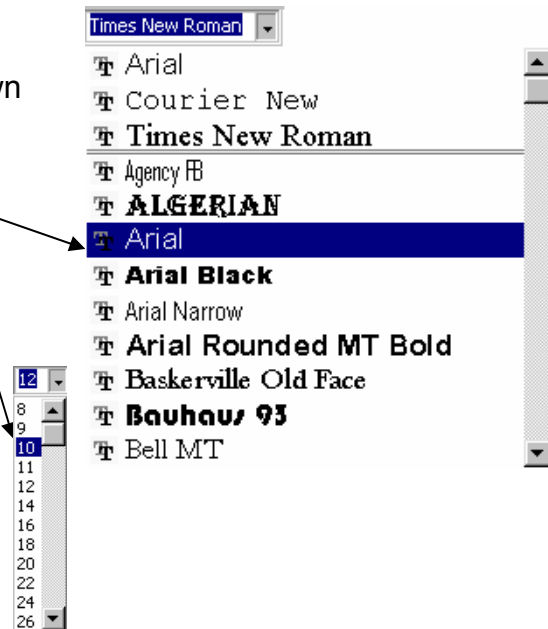 Times New Roman
Arial
wn
Courier New
Times New Roman
Agency FB
ALGERIAN
Arial
Arial Black
Arial Narrow
Arial Rounded MT Bold
Baskerville Old Face
Bauhaus 93
Bell MT
12
8
9
10
11
12
14
16
18
20
22
24
26